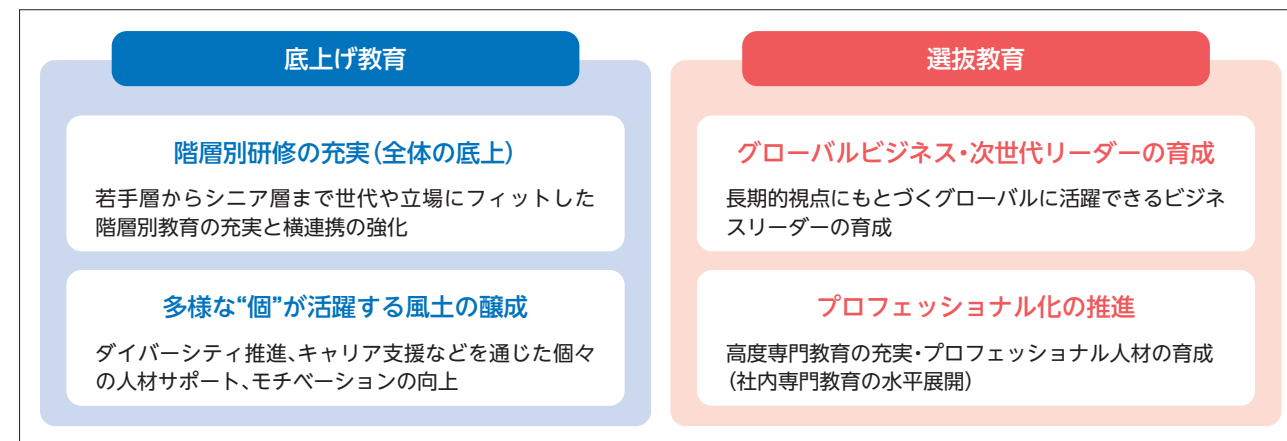 底上げ教育
階層別研修の充実(全体の底上)
若手層からシニア層まで世代や立場にフィットした
階層別教育の充実と横連携の強化
多様な“個”が活躍する風土の醸成
ダイバーシティ推進、キャリア支援などを通じた個々
の人材サポート、モチベーションの向上
選抜教育
グローバルビジネス・次世代リーダーの育成
長期的視点にもとづくグローバルに活躍できるビジネ
スリーダーの育成
プロフェッショナル化の推進
高度専門教育の充実・プロフェッショナル人材の育成
(社内専門教育の水平展開)